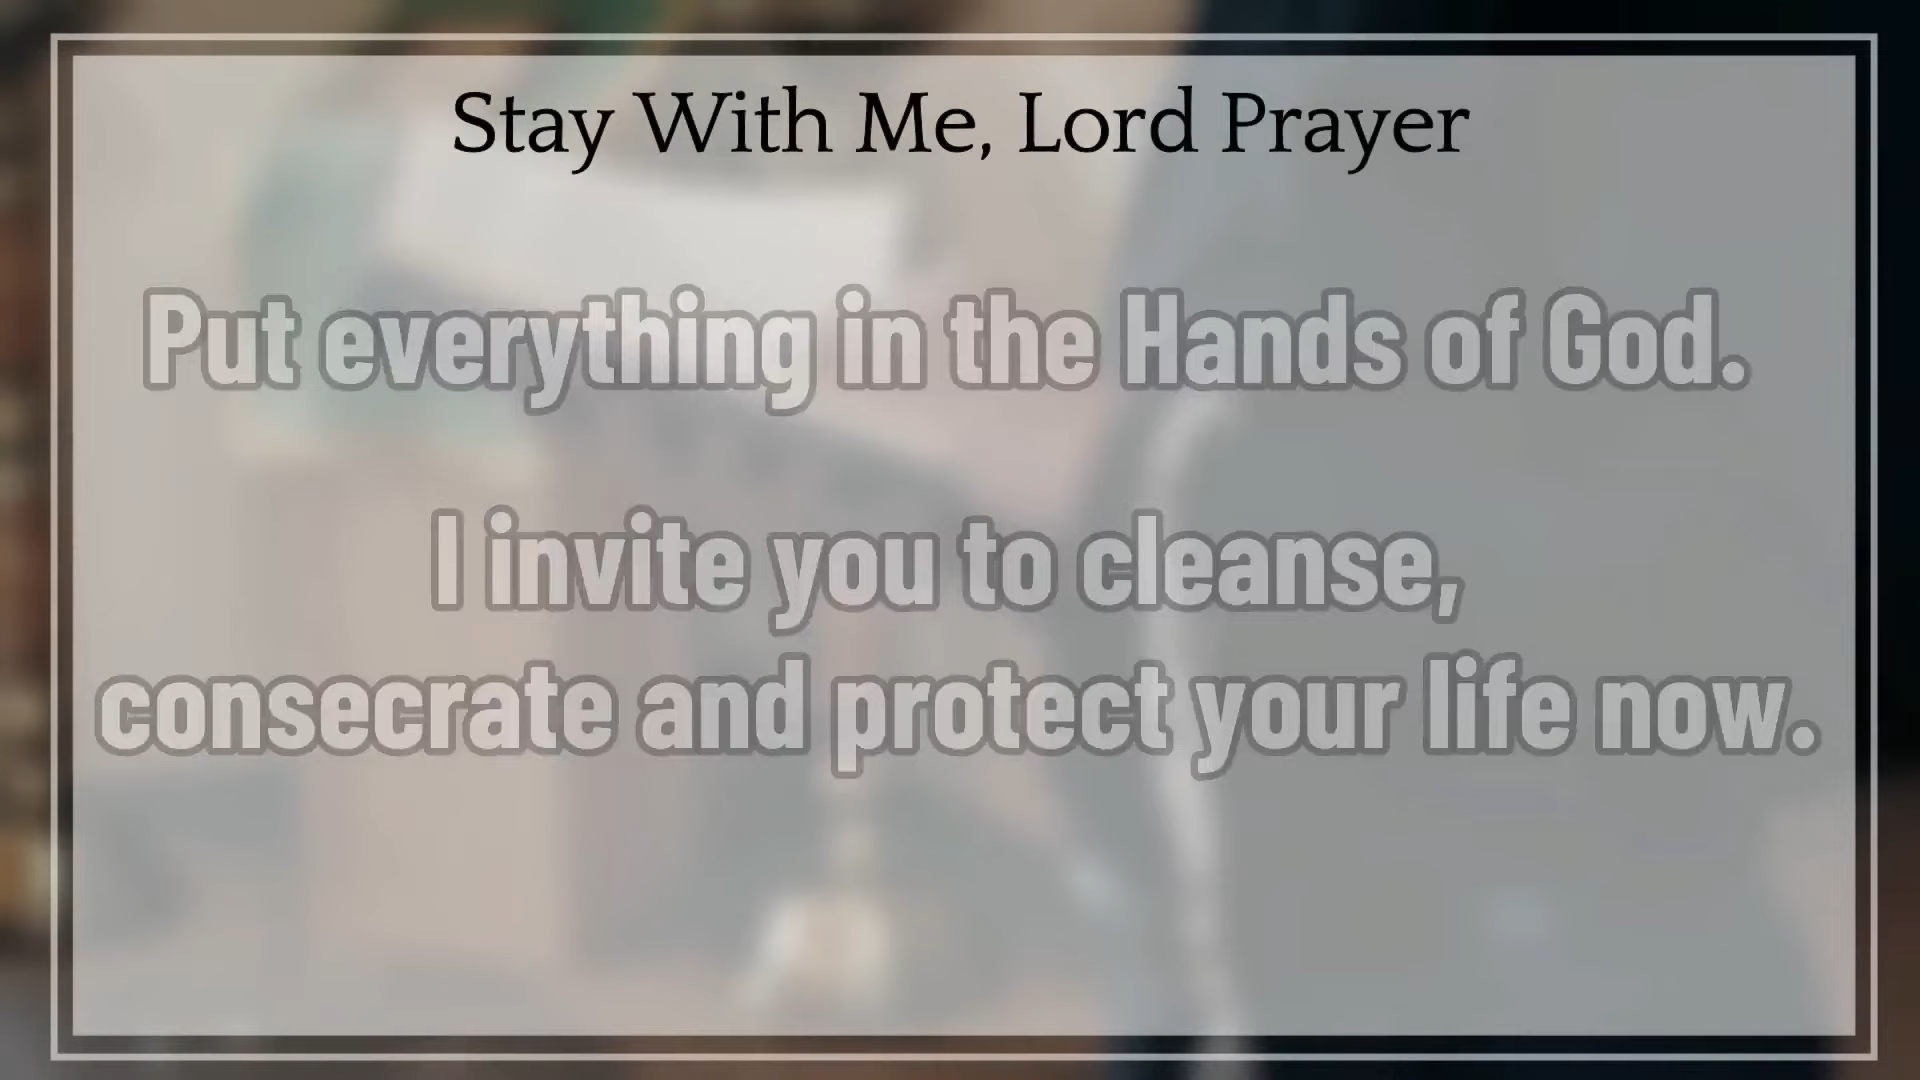 Stay With Me, Lord Prayer
Put everything in the Hands of God.
I invite you to cleanse,
consecrate and protect your life now.